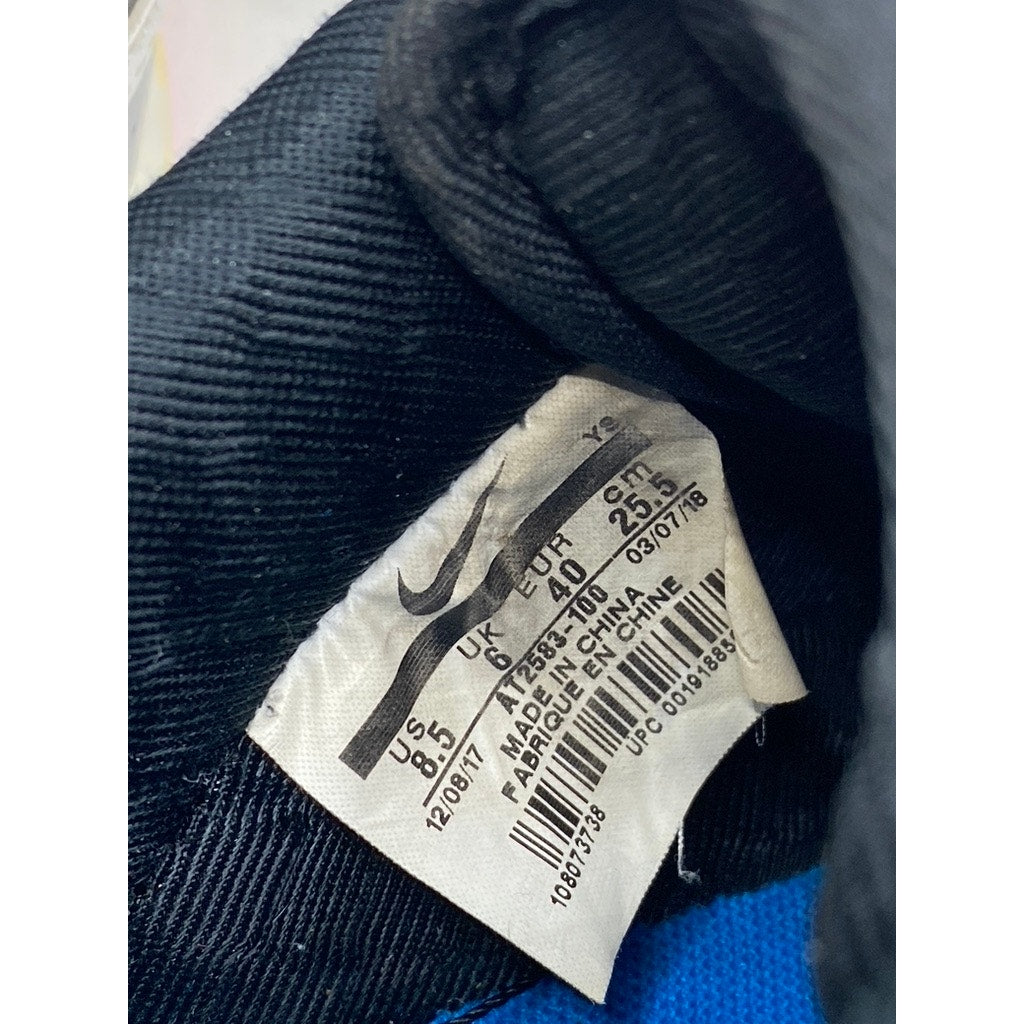 YS
US UK EUR cm
8.5 6 40 25.5
12/08/17 AT2583-100 03/07/18
MADE IN CHINA
FABRIQUE EN CHINE
UPC 00191885
108073738